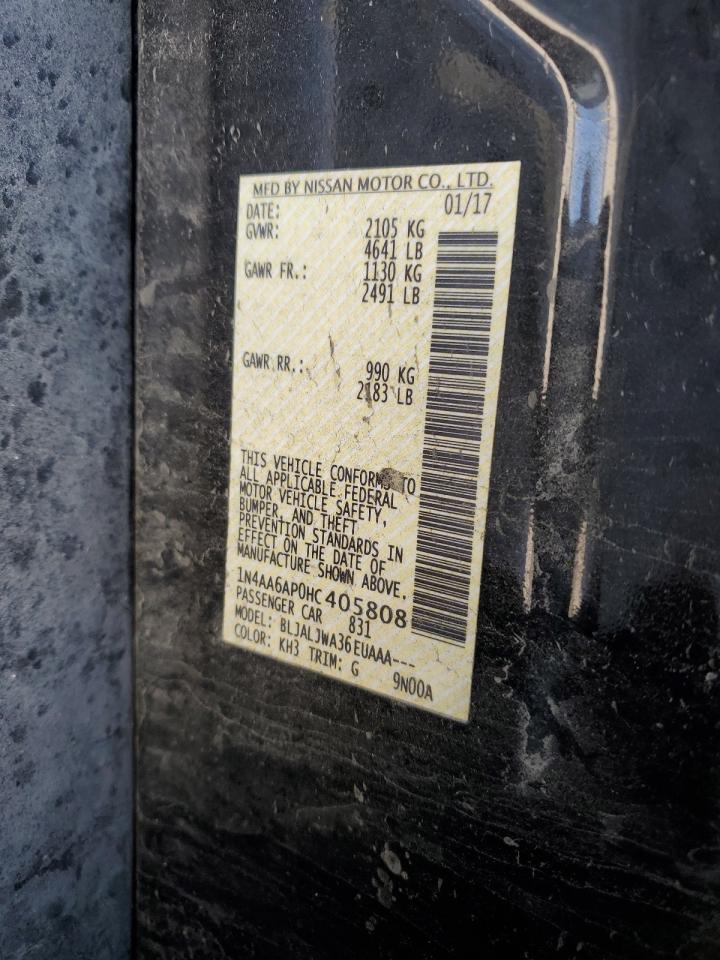 MFD BY NISSAN MOTOR CO., LTD.
DATE: 01/17
GVWR: 2105 KG
4641 LB
GAWR FR.: 1130 KG
2491 LB
GAWR RR.: 990 KG
2183 LB
THIS VEHICLE CONFORMS TO
ALL APPLICABLE FEDERAL
MOTOR VEHICLE SAFETY,
BUMPER, AND THEFT
PREVENTION STANDARDS IN
EFFECT ON THE DATE OF
MANUFACTURE SHOWN ABOVE.
1N4AA6AP0HC405808
PASSENGER CAR 831
MODEL: BLJALJWA36EUAAA---
COLOR: KH3 TRIM: G 9N00A